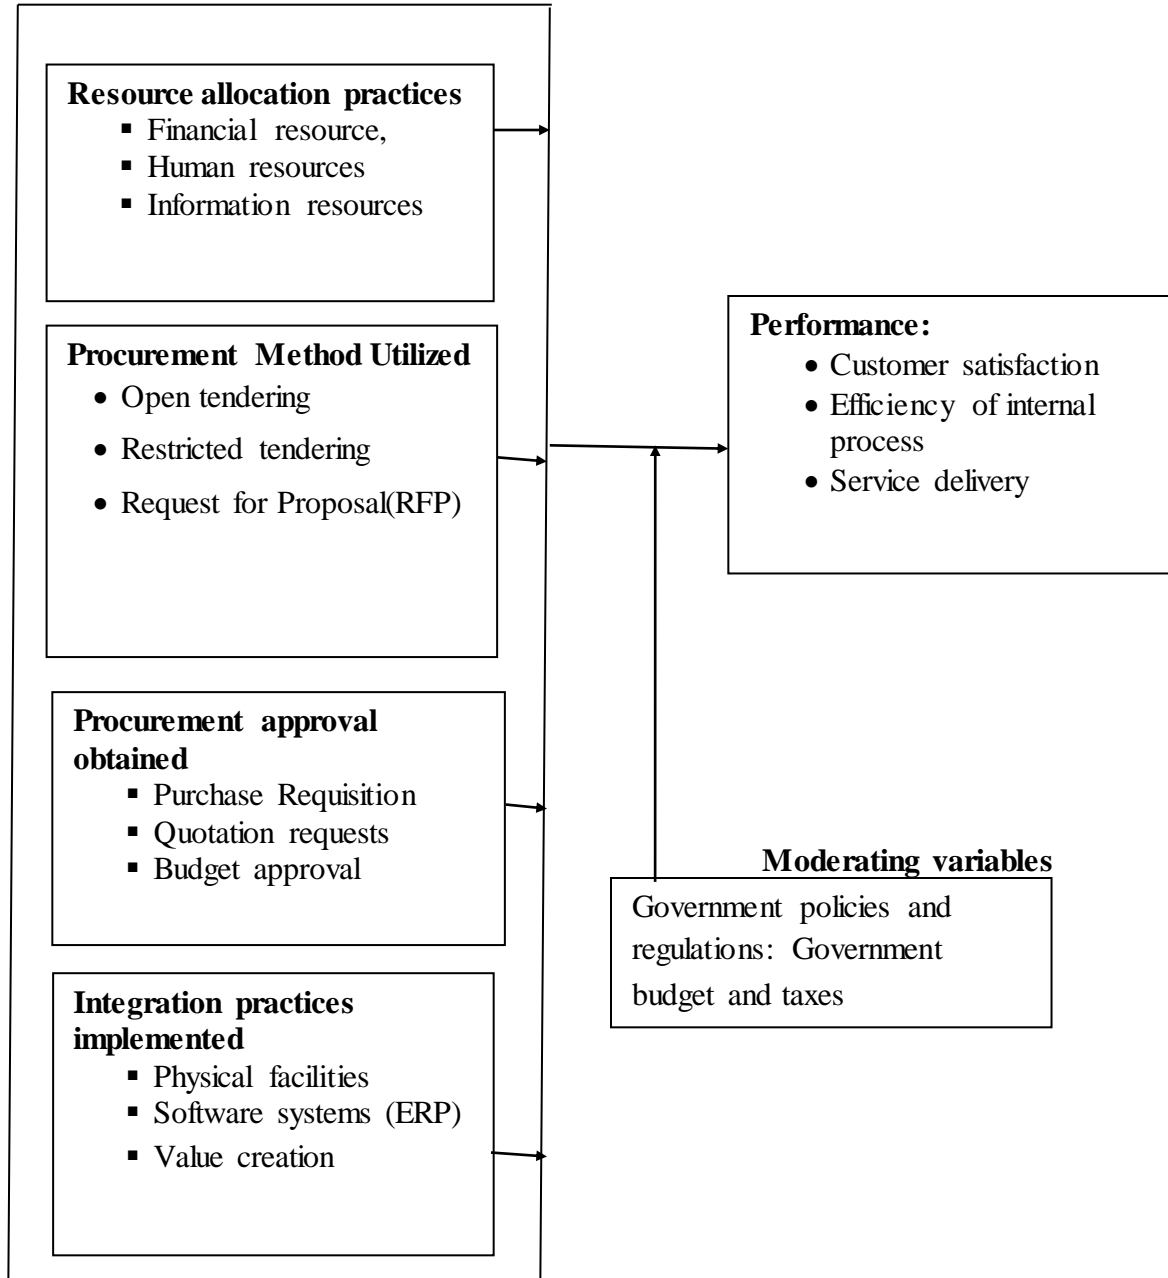 Resource allocation practices
▪ Financial resource,
▪ Human resources
▪ Information resources
Procurement Method Utilized
• Open tendering
• Restricted tendering
• Request for Proposal(RFP)
Procurement approval
obtained
▪ Purchase Requisition
▪ Quotation requests
▪ Budget approval
Integration practices
implemented
▪ Physical facilities
▪ Software systems (ERP)
▪ Value creation
Performance:
• Customer satisfaction
• Efficiency of internal
process
• Service delivery
Moderating variables
Government policies and
regulations: Government
budget and taxes